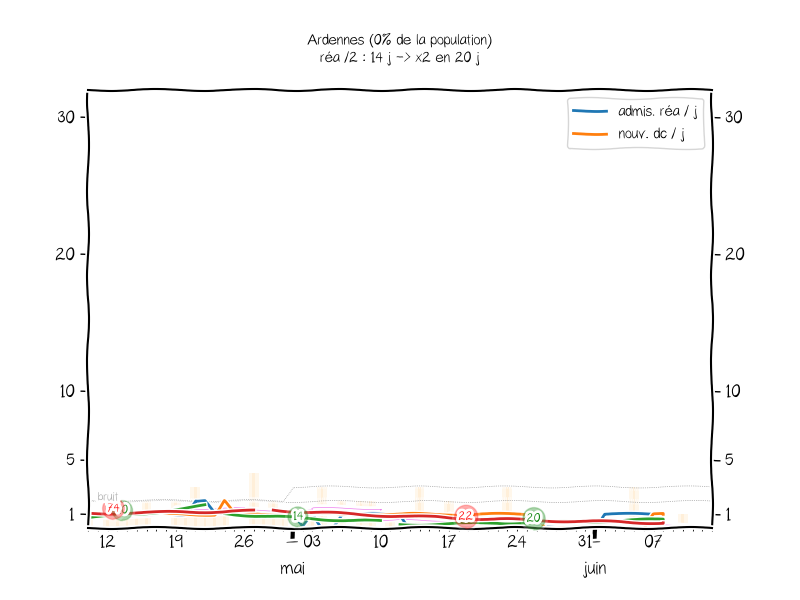 Ardennes (0% de la population)
réa /2 : 14 j -> x2 en 20 j
admis. réa / j
nouv. dc / j
30 30
20 20
10 10
5 5
1 1
bruit
74
14
22
20
12 19 26 03 10 17 24 31 07
mai juin